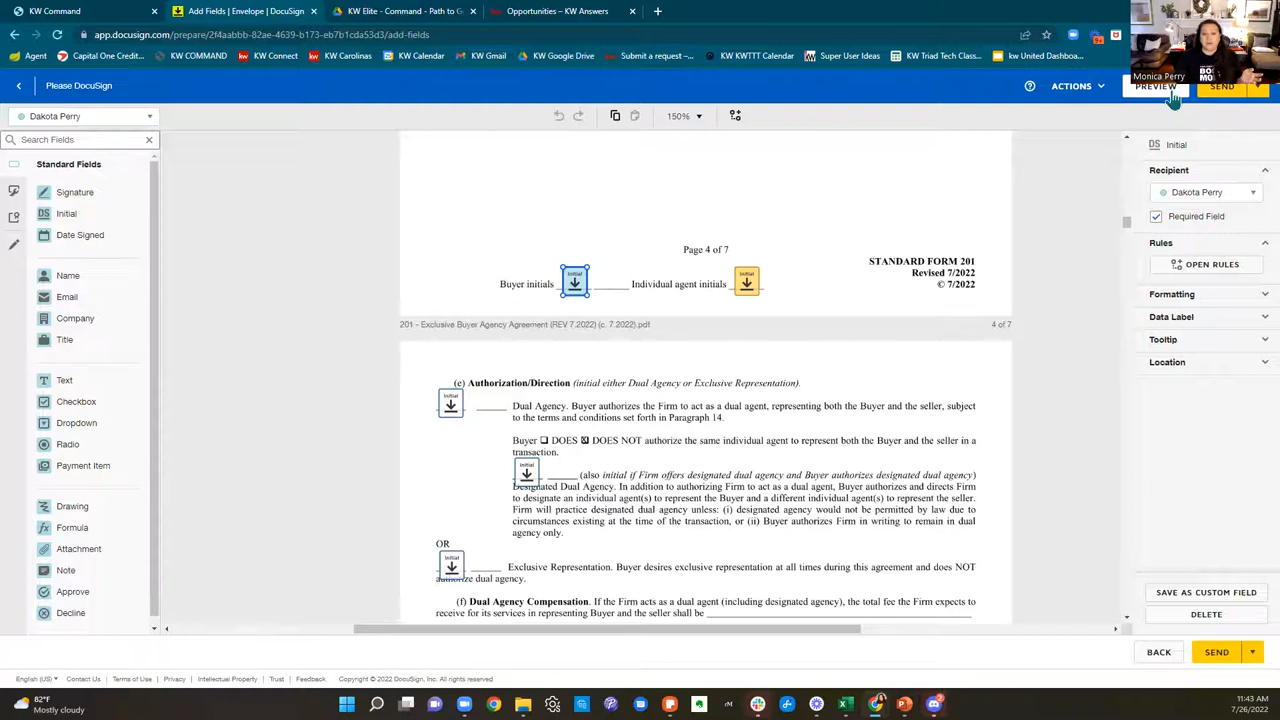 KW Command
Add Fields | Envelope | DocuSign
KW Elite - Command - Path to G
Opportunities – KW Answers
app.docusign.com/prepare/2f4aabbb-82ae-4639-b173-eb7b1cda53d3/add-fields
Agent
Capital One Credit...
KW COMMAND
KW Connect
KW Carolinas
KW Gmail
KW Google Drive
Submit a request –...
KW KWTTT Calendar
Super User Ideas
KW Triad Tech Class...
kw United Dashboa...
Monica Perry
Please DocuSign
ACTIONS
PREVIEW
SEND
Dakota Perry
150%
Search Fields
Standard Fields
Signature
DS Initial
Date Signed
Name
Email
Company
Title
Text
Checkbox
Dropdown
Radio
Payment Item
Drawing
Formula
Attachment
Note
Approve
Decline
Page 4 of 7
STANDARD FORM 201
Revised 7/2022
© 7/2022
Buyer initials Initial ______ Individual agent initials Initial
201 - Exclusive Buyer Agency Agreement (REV 7.2022) (c. 7.2022).pdf
4 of 7
(e) Authorization/Direction (initial either Dual Agency or Exclusive Representation).
Initial ______ Dual Agency. Buyer authorizes the Firm to act as a dual agent, representing both the Buyer and the seller, subject
to the terms and conditions set forth in Paragraph 14.
Buyer ☐ DOES ☒ DOES NOT authorize the same individual agent to represent both the Buyer and the seller in a
transaction.
Initial ______ (also initial if Firm offers designated dual agency and Buyer authorizes designated dual agency)
Designated Dual Agency. In addition to authorizing Firm to act as a dual agent, Buyer authorizes and directs Firm
to designate an individual agent(s) to represent the Buyer and a different individual agent(s) to represent the seller.
Firm will practice designated dual agency unless: (i) designated agency would not be permitted by law due to
circumstances existing at the time of the transaction, or (ii) Buyer authorizes Firm in writing to remain in dual
agency only.
OR
Initial ______ Exclusive Representation. Buyer desires exclusive representation at all times during this agreement and does NOT
authorize dual agency.
(f) Dual Agency Compensation. If the Firm acts as a dual agent (including designated agency), the total fee the Firm expects to
receive for its services in representing Buyer and the seller shall be
DS Initial
Recipient
Dakota Perry
Required Field
Rules
OPEN RULES
Formatting
Data Label
Tooltip
Location
SAVE AS CUSTOM FIELD
DELETE
BACK
SEND
English (US)
Contact Us
Terms of Use
Privacy
Intellectual Property
Trust
Feedback
Copyright © 2022 DocuSign, Inc. All rights reserved
82°F
Mostly cloudy
11:43 AM
7/26/2022